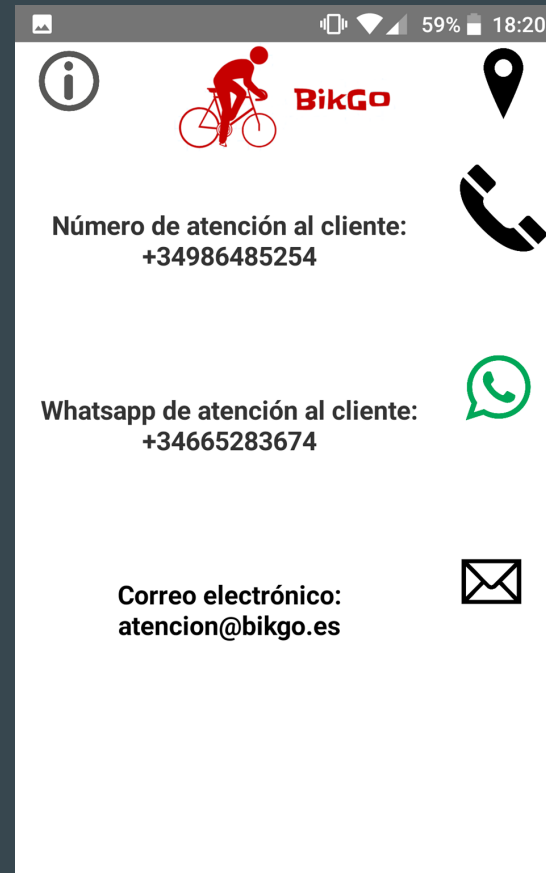 59% 18:20
BikGo
Número de atención al cliente:
+34986485254
Whatsapp de atención al cliente:
+34665283674
Correo electrónico:
atencion@bikgo.es